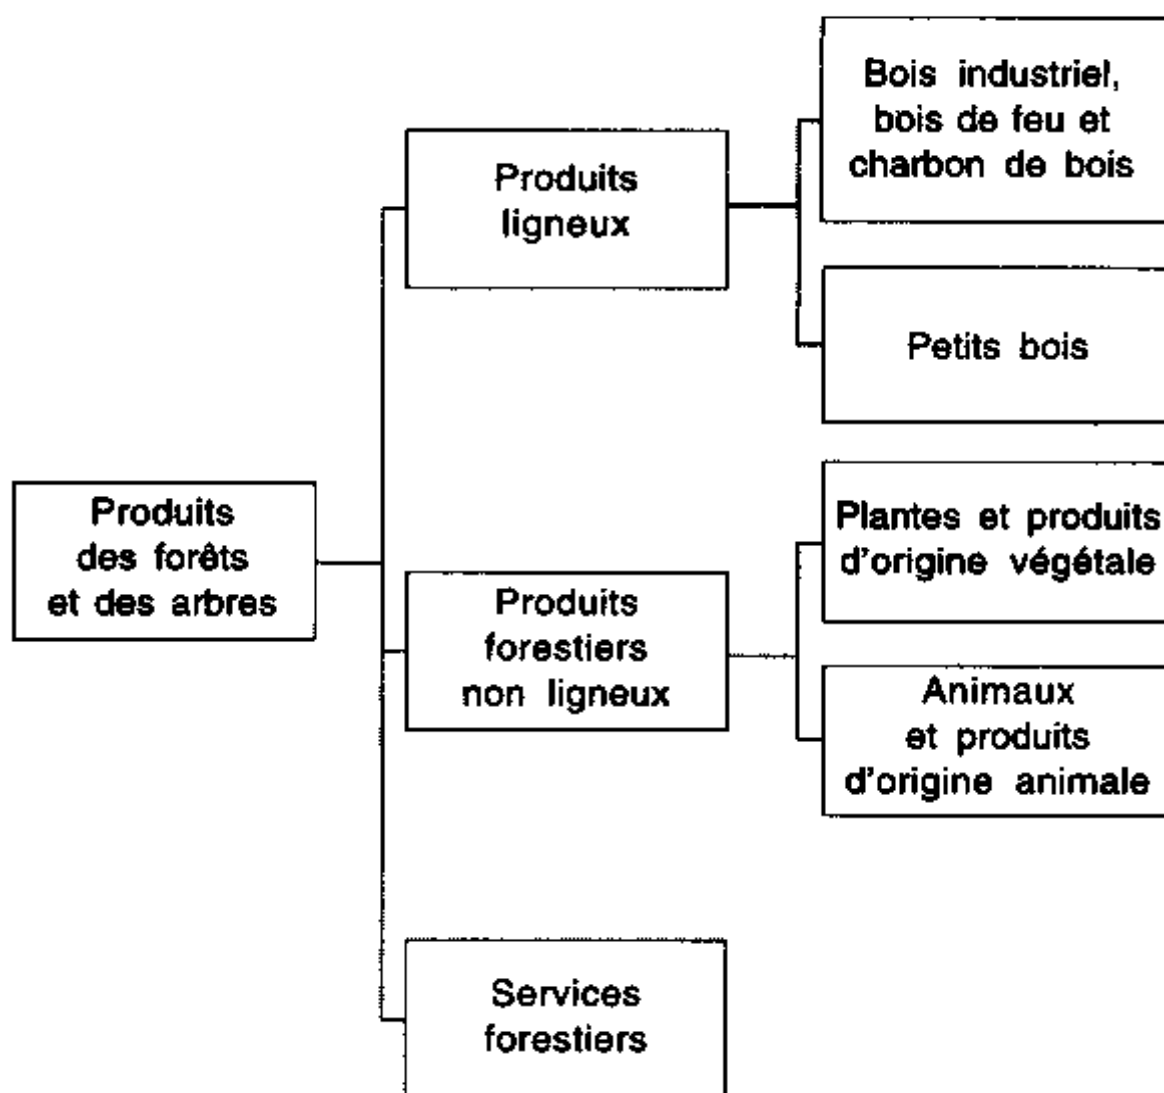 Bois industriel,
bois de feu et
charbon de bois
Produits
ligneux
Petits bois
Produits
des forêts
et des arbres
Plantes et produits
d'origine végétale
Produits
forestiers
non ligneux
Animaux
et produits
d'origine animale
Services
forestiers